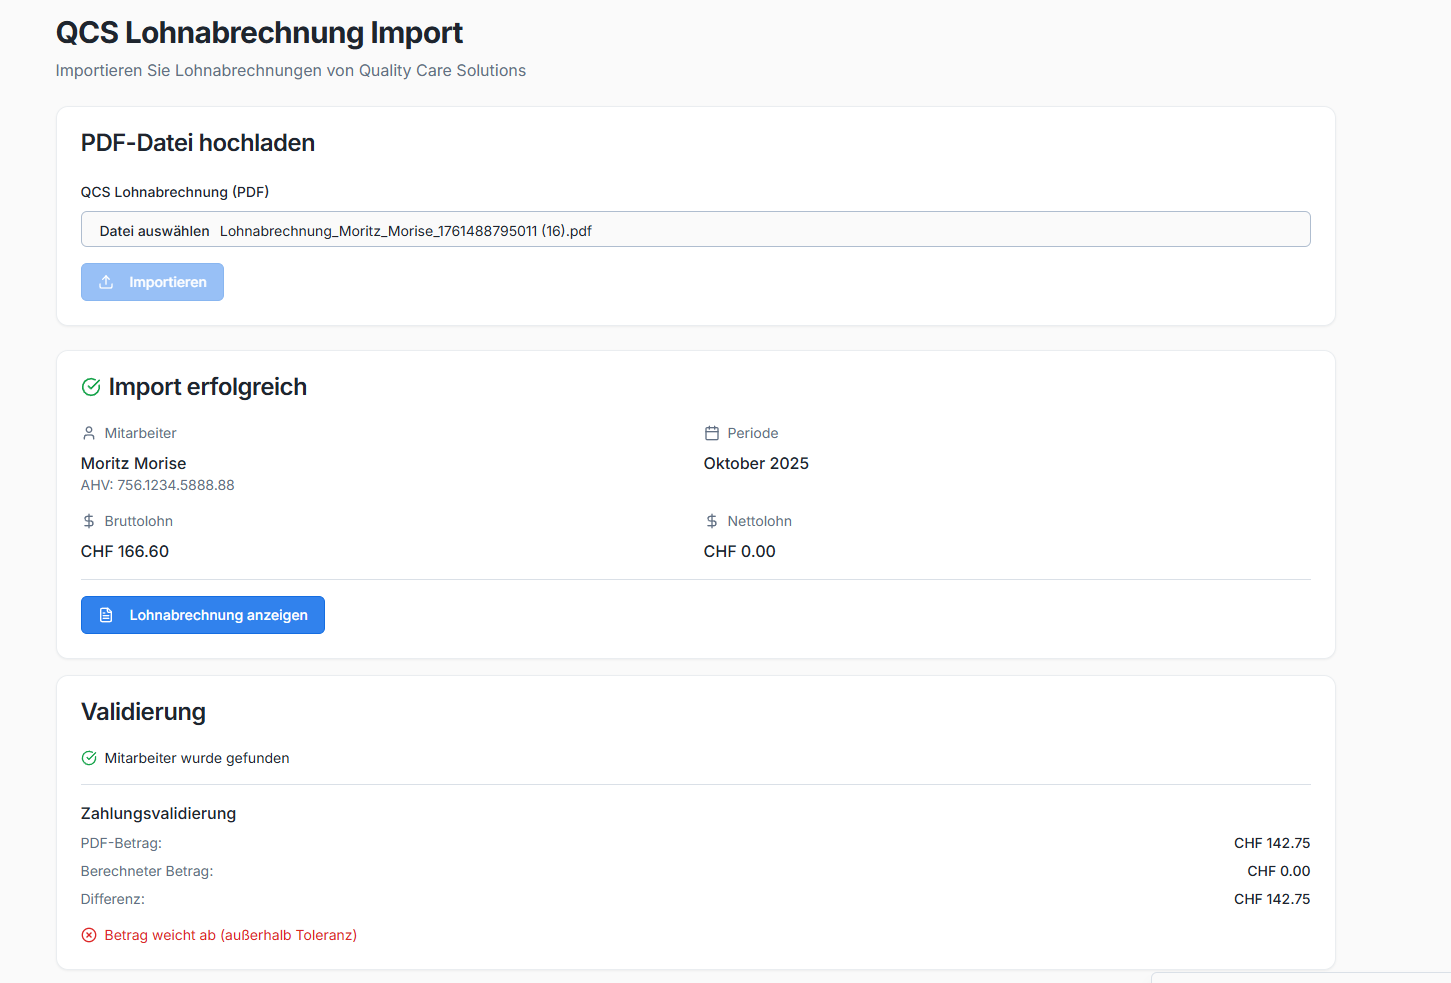 QCS Lohnabrechnung Import
Importieren Sie Lohnabrechnungen von Quality Care Solutions
PDF-Datei hochladen
QCS Lohnabrechnung (PDF)
Datei auswählen Lohnabrechnung_Moritz_Morise_1761488795011 (16).pdf
Importieren
Import erfolgreich
Mitarbeiter
Moritz Morise
AHV: 756.1234.5888.88
Periode
Oktober 2025
Bruttolohn
CHF 166.60
Nettolohn
CHF 0.00
Lohnabrechnung anzeigen
Validierung
Mitarbeiter wurde gefunden
Zahlungsvalidierung
PDF-Betrag: CHF 142.75
Berechneter Betrag: CHF 0.00
Differenz: CHF 142.75
Betrag weicht ab (außerhalb Toleranz)